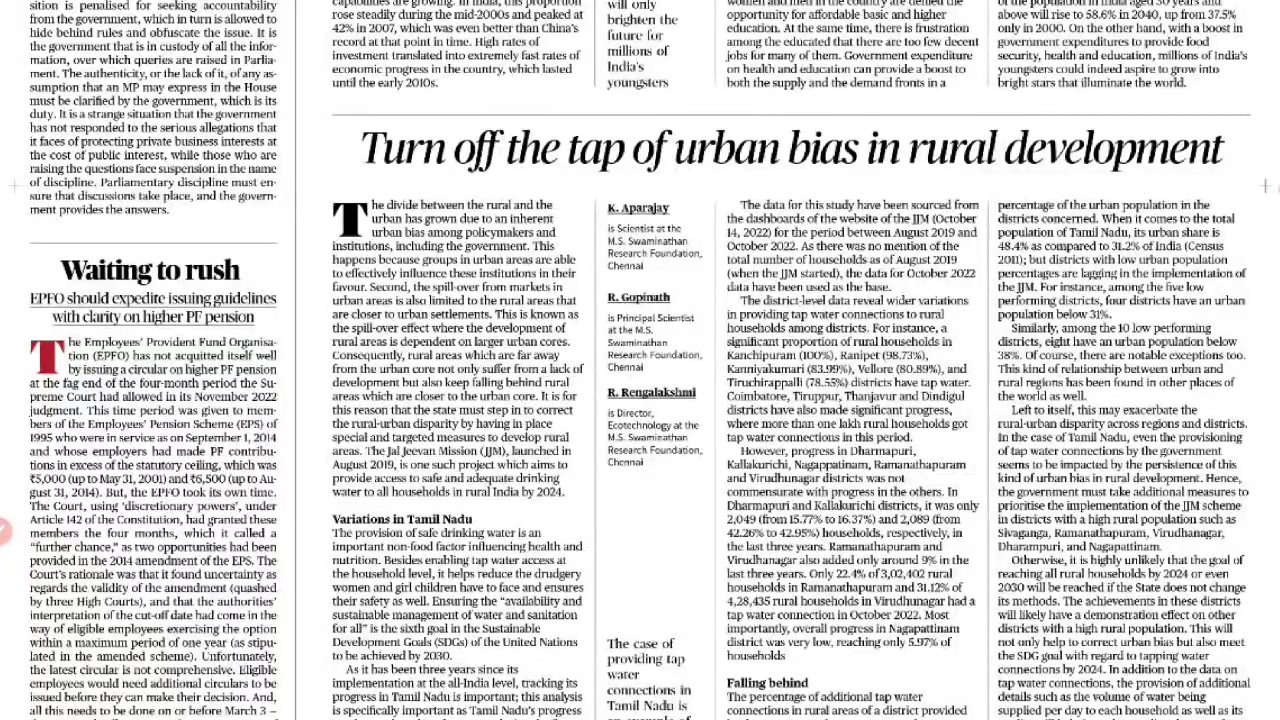 sition is penalised for seeking accountability
from the government, which in turn is allowed to
hide behind rules and obfuscate the issue. It is
the government that is in custody of all the infor-
mation, over which queries are raised in Parlia-
ment. The authenticity, or the lack of it, of any as-
sumption that an MP may express in the House
must be clarified by the government, which is its
duty. It is a strange situation that the government
has not responded to the serious allegations that
it faces of protecting private business interests at
the cost of public interest, while those who are
raising the questions face suspension in the name
of discipline. Parliamentary discipline must en-
sure that discussions take place, and the govern-
ment provides the answers.
Waiting to rush
EPFO should expedite issuing guidelines
with clarity on higher PF pension
The Employees' Provident Fund Organisa-
tion (EPFO) has not acquitted itself well
by issuing a circular on higher PF pension
at the fag end of the four-month period the Su-
preme Court had allowed in its November 2022
judgment. This time period was given to mem-
bers of the Employees' Pension Scheme (EPS) of
1995 who were in service as on September 1, 2014
and whose employers had made PF contribu-
tions in excess of the statutory ceiling, which was
₹5,000 (up to May 31, 2001) and ₹6,500 (up to Au-
gust 31, 2014). But, the EPFO took its own time.
The Court, using 'discretionary powers', under
Article 142 of the Constitution, had granted these
members the four months, which it called a
"further chance," as two opportunities had been
provided in the 2014 amendment of the EPS. The
Court's rationale was that it found uncertainty as
regards the validity of the amendment (quashed
by three High Courts), and that the authorities'
interpretation of the cut-off date had come in the
way of eligible employees exercising the option
within a maximum period of one year (as stipu-
lated in the amended scheme). Unfortunately,
the latest circular is not comprehensive. Eligible
employees would need additional circulars to be
issued before they can make their decision. And,
all this needs to be done on or before March 3 –
capabilities are growing. In India, this proportion
rose steadily during the mid-2000s and peaked at
42% in 2007, which was even better than China's
record at that point in time. High rates of
investment translated into extremely fast rates of
economic progress in the country, which lasted
until the early 2010s.
will only
brighten the
future for
millions of
India's
youngsters
women and men in the country are denied the
opportunity for affordable basic and higher
education. At the same time, there is frustration
among the educated that there are too few decent
jobs for many of them. Government expenditure
on health and education can provide a boost to
both the supply and the demand fronts in a
of the population in India aged 30 years and
above will rise to 58.6% in 2040, up from 37.5%
only in 2000. On the other hand, with a boost in
government expenditures to provide food
security, health and education, millions of India's
youngsters could indeed aspire to grow into
bright stars that illuminate the world.
Turn off the tap of urban bias in rural development
The divide between the rural and the
urban has grown due to an inherent
urban bias among policymakers and
institutions, including the government. This
happens because groups in urban areas are able
to effectively influence these institutions in their
favour. Second, the spill-over from markets in
urban areas is also limited to the rural areas that
are closer to urban settlements. This is known as
the spill-over effect where the development of
rural areas is dependent on larger urban cores.
Consequently, rural areas which are far away
from the urban core not only suffer from a lack of
development but also keep falling behind rural
areas which are closer to the urban core. It is for
this reason that the state must step in to correct
the rural-urban disparity by having in place
special and targeted measures to develop rural
areas. The Jal Jeevan Mission (JJM), launched in
August 2019, is one such project which aims to
provide access to safe and adequate drinking
water to all households in rural India by 2024.
Variations in Tamil Nadu
The provision of safe drinking water is an
important non-food factor influencing health and
nutrition. Besides enabling tap water access at
the household level, it helps reduce the drudgery
women and girl children have to face and ensures
their safety as well. Ensuring the "availability and
sustainable management of water and sanitation
for all" is the sixth goal in the Sustainable
Development Goals (SDGs) of the United Nations
to be achieved by 2030.
As it has been three years since its
implementation at the all-India level, tracking its
progress in Tamil Nadu is important; this analysis
is specifically important as Tamil Nadu's progress
K. Aparajay
is Scientist at the
M.S. Swaminathan
Research Foundation,
Chennai
R. Gopinath
is Principal Scientist
at the M.S.
Swaminathan
Research Foundation,
Chennai
R. Rengalakshmi
is Director,
Ecotechnology at the
M.S. Swaminathan
Research Foundation,
Chennai
The case of
providing tap
water
connections in
Tamil Nadu is
an example of
The data for this study have been sourced from
the dashboards of the website of the JJM (October
14, 2022) for the period between August 2019 and
October 2022. As there was no mention of the
total number of households as of August 2019
(when the JJM started), the data for October 2022
data have been used as the base.
The district-level data reveal wider variations
in providing tap water connections to rural
households among districts. For instance, a
significant proportion of rural households in
Kanchipuram (100%), Ranipet (98.73%),
Kanniyakumari (83.99%), Vellore (80.89%), and
Tiruchirappalli (78.55%) districts have tap water.
Coimbatore, Tiruppur, Thanjavur and Dindigul
districts have also made significant progress,
where more than one lakh rural households got
tap water connections in this period.
However, progress in Dharmapuri,
Kallakurichi, Nagappatinam, Ramanathapuram
and Virudhunagar districts was not
commensurate with progress in the others. In
Dharmapuri and Kallakurichi districts, it was only
2,049 (from 15.77% to 16.37%) and 2,089 (from
42.26% to 42.95%) households, respectively, in
the last three years. Ramanathapuram and
Virudhunagar also added only around 9% in the
last three years. Only 22.4% of 3,02,402 rural
households in Ramanathapuram and 31.12% of
4,28,435 rural households in Virudhunagar had a
tap water connection in October 2022. Most
importantly, overall progress in Nagapattinam
district was very low, reaching only 5.97% of
households
Falling behind
The percentage of additional tap water
connections in rural areas of a district provided
percentage of the urban population in the
districts concerned. When it comes to the total
population of Tamil Nadu, its urban share is
48.4% as compared to 31.2% of India (Census
2011); but districts with low urban population
percentages are lagging in the implementation of
the JJM. For instance, among the five low
performing districts, four districts have an urban
population below 31%.
Similarly, among the 10 low performing
districts, eight have an urban population below
38%. Of course, there are notable exceptions too.
This kind of relationship between urban and
rural regions has been found in other places of
the world as well.
Left to itself, this may exacerbate the
rural-urban disparity across regions and districts.
In the case of Tamil Nadu, even the provisioning
of tap water connections by the government
seems to be impacted by the persistence of this
kind of urban bias in rural development. Hence,
the government must take additional measures to
prioritise the implementation of the JJM scheme
in districts with a high rural population such as
Sivaganga, Ramanathapuram, Virudhanagar,
Dharampuri, and Nagapattinam.
Otherwise, it is highly unlikely that the goal of
reaching all rural households by 2024 or even
2030 will be reached if the State does not change
its methods. The achievements in these districts
will likely have a demonstration effect on other
districts with a high rural population. This will
not only help to correct urban bias but also meet
the SDG goal with regard to tapping water
connections by 2024. In addition to the data on
tap water connections, the provision of additional
details such as the volume of water being
supplied per day to each household as well as its